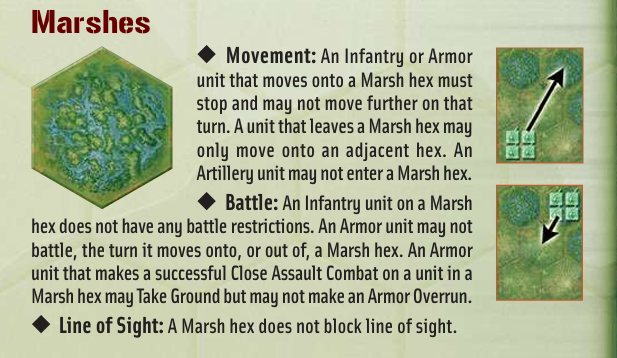 Marshes
◆ Movement: An Infantry or Armor
unit that moves onto a Marsh hex must
stop and may not move further on that
turn. A unit that leaves a Marsh hex may
only move onto an adjacent hex. An
Artillery unit may not enter a Marsh hex.
◆ Battle: An Infantry unit on a Marsh
hex does not have any battle restrictions. An Armor unit may not
battle, the turn it moves onto, or out of, a Marsh hex. An Armor
unit that makes a successful Close Assault Combat on a unit in a
Marsh hex may Take Ground but may not make an Armor Overrun.
◆ Line of Sight: A Marsh hex does not block line of sight.